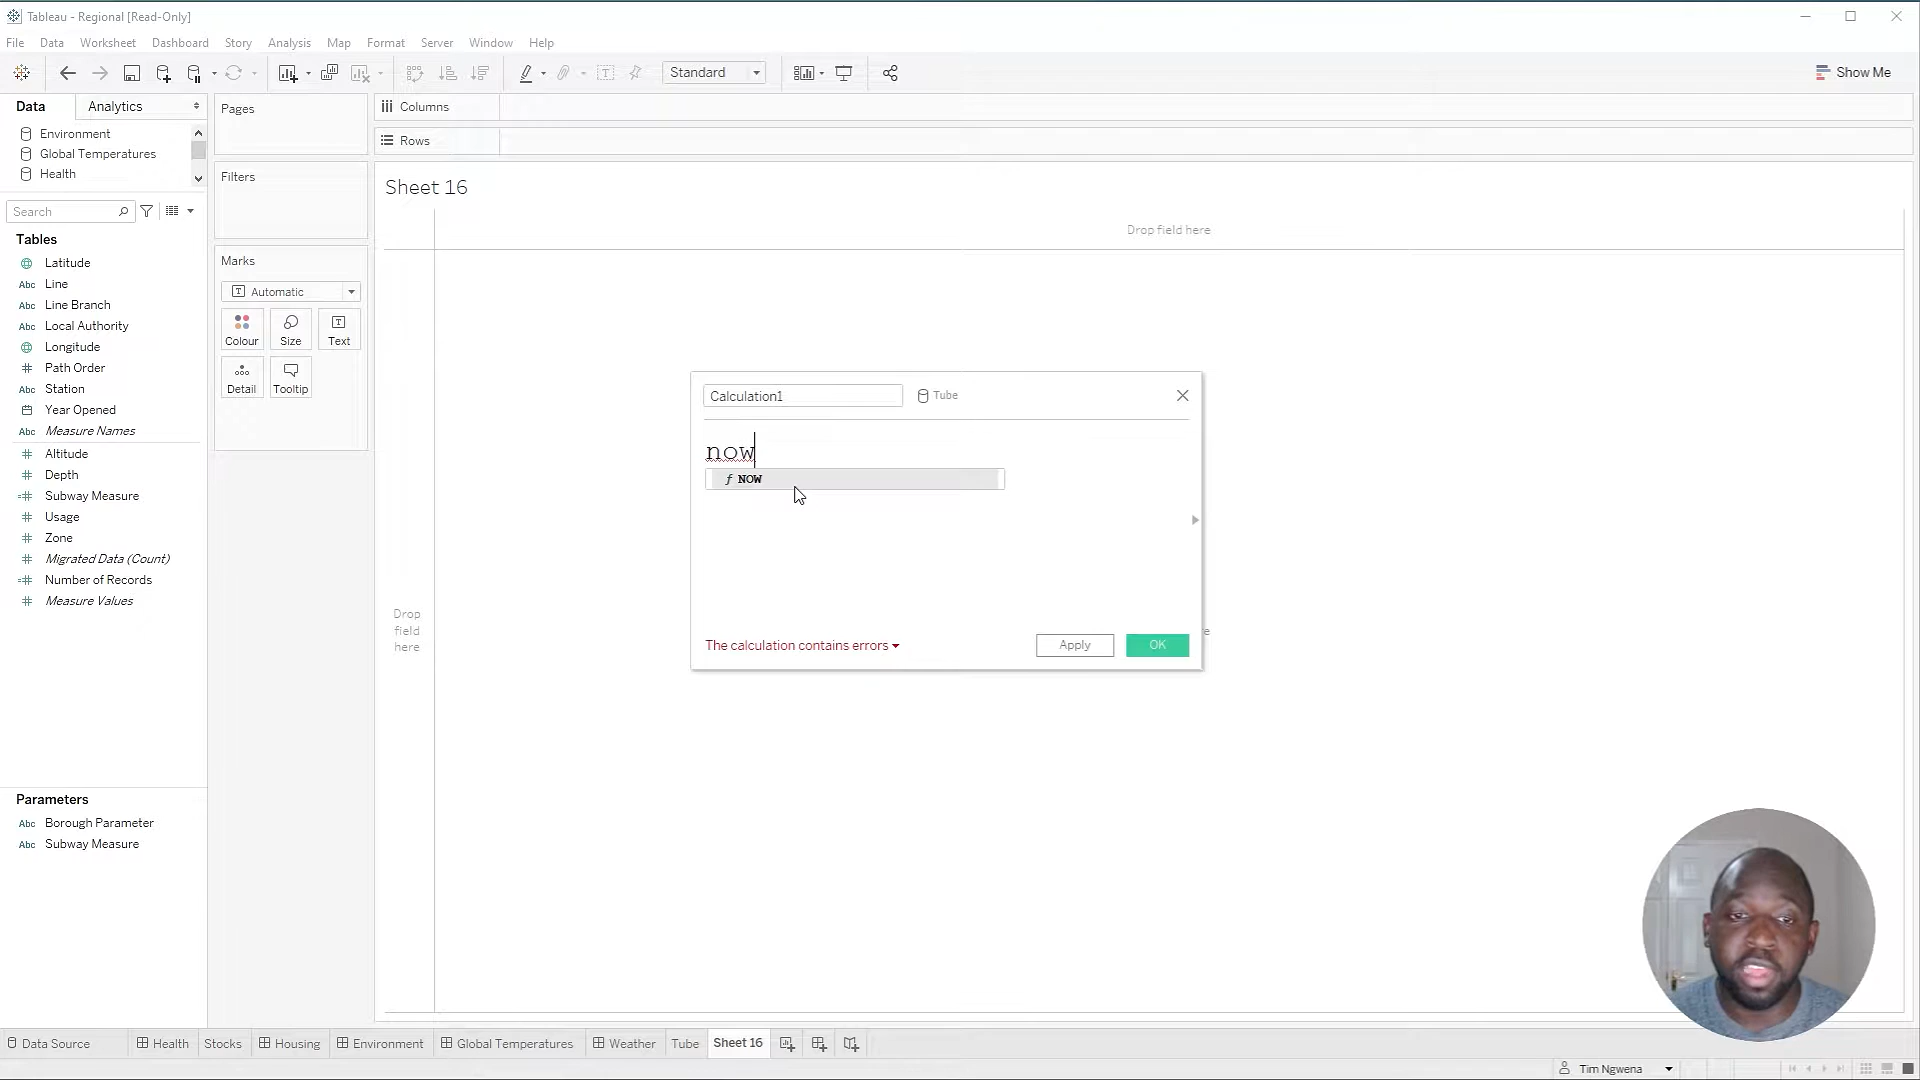 Tableau - Regional [Read-Only]
File Data Worksheet Dashboard Story Analysis Map Format Server Window Help
Standard
Show Me
Data Analytics
Environment
Global Temperatures
Health
Search
Tables
Latitude
Line
Line Branch
Local Authority
Longitude
Path Order
Station
Year Opened
Measure Names
Altitude
Depth
Subway Measure
Usage
Zone
Migrated Data (Count)
Number of Records
Measure Values
Parameters
Borough Parameter
Subway Measure
Pages
Filters
Marks
Automatic
Colour Size Text
Detail Tooltip
Columns
Rows
Sheet 16
Drop field here
Drop
field
here
Calculation1 Tube
now
f NOW
The calculation contains errors
Apply OK
e
Data Source Health Stocks Housing Environment Global Temperatures Weather Tube Sheet 16
Tim Ngwena